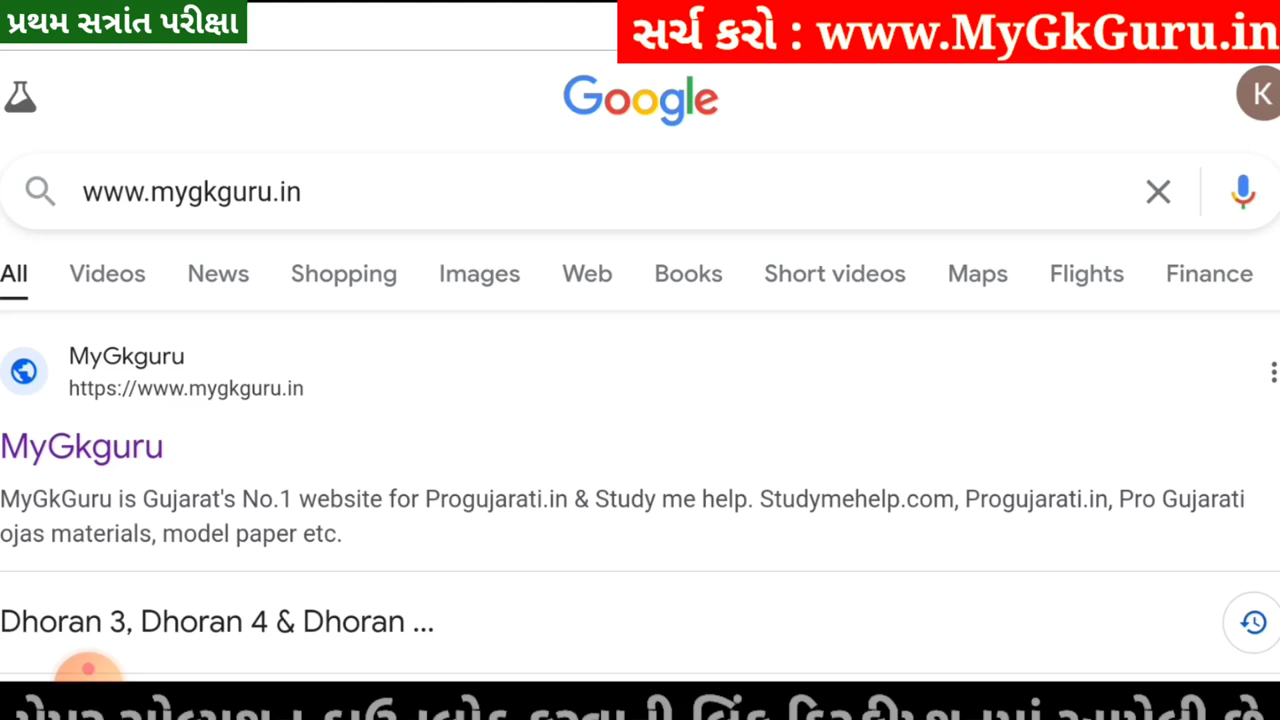 પ્રથમ સત્રાંત પરીક્ષા
સર્ચ કરો : www.MyGkGuru.in
Google
K
www.mygkguru.in
All Videos News Shopping Images Web Books Short videos Maps Flights Finance
MyGkguru
https://www.mygkguru.in
MyGkguru
MyGkGuru is Gujarat's No.1 website for Progujarati.in & Study me help. Studymehelp.com, Progujarati.in, Pro Gujarati
ojas materials, model paper etc.
Dhoran 3, Dhoran 4 & Dhoran ...